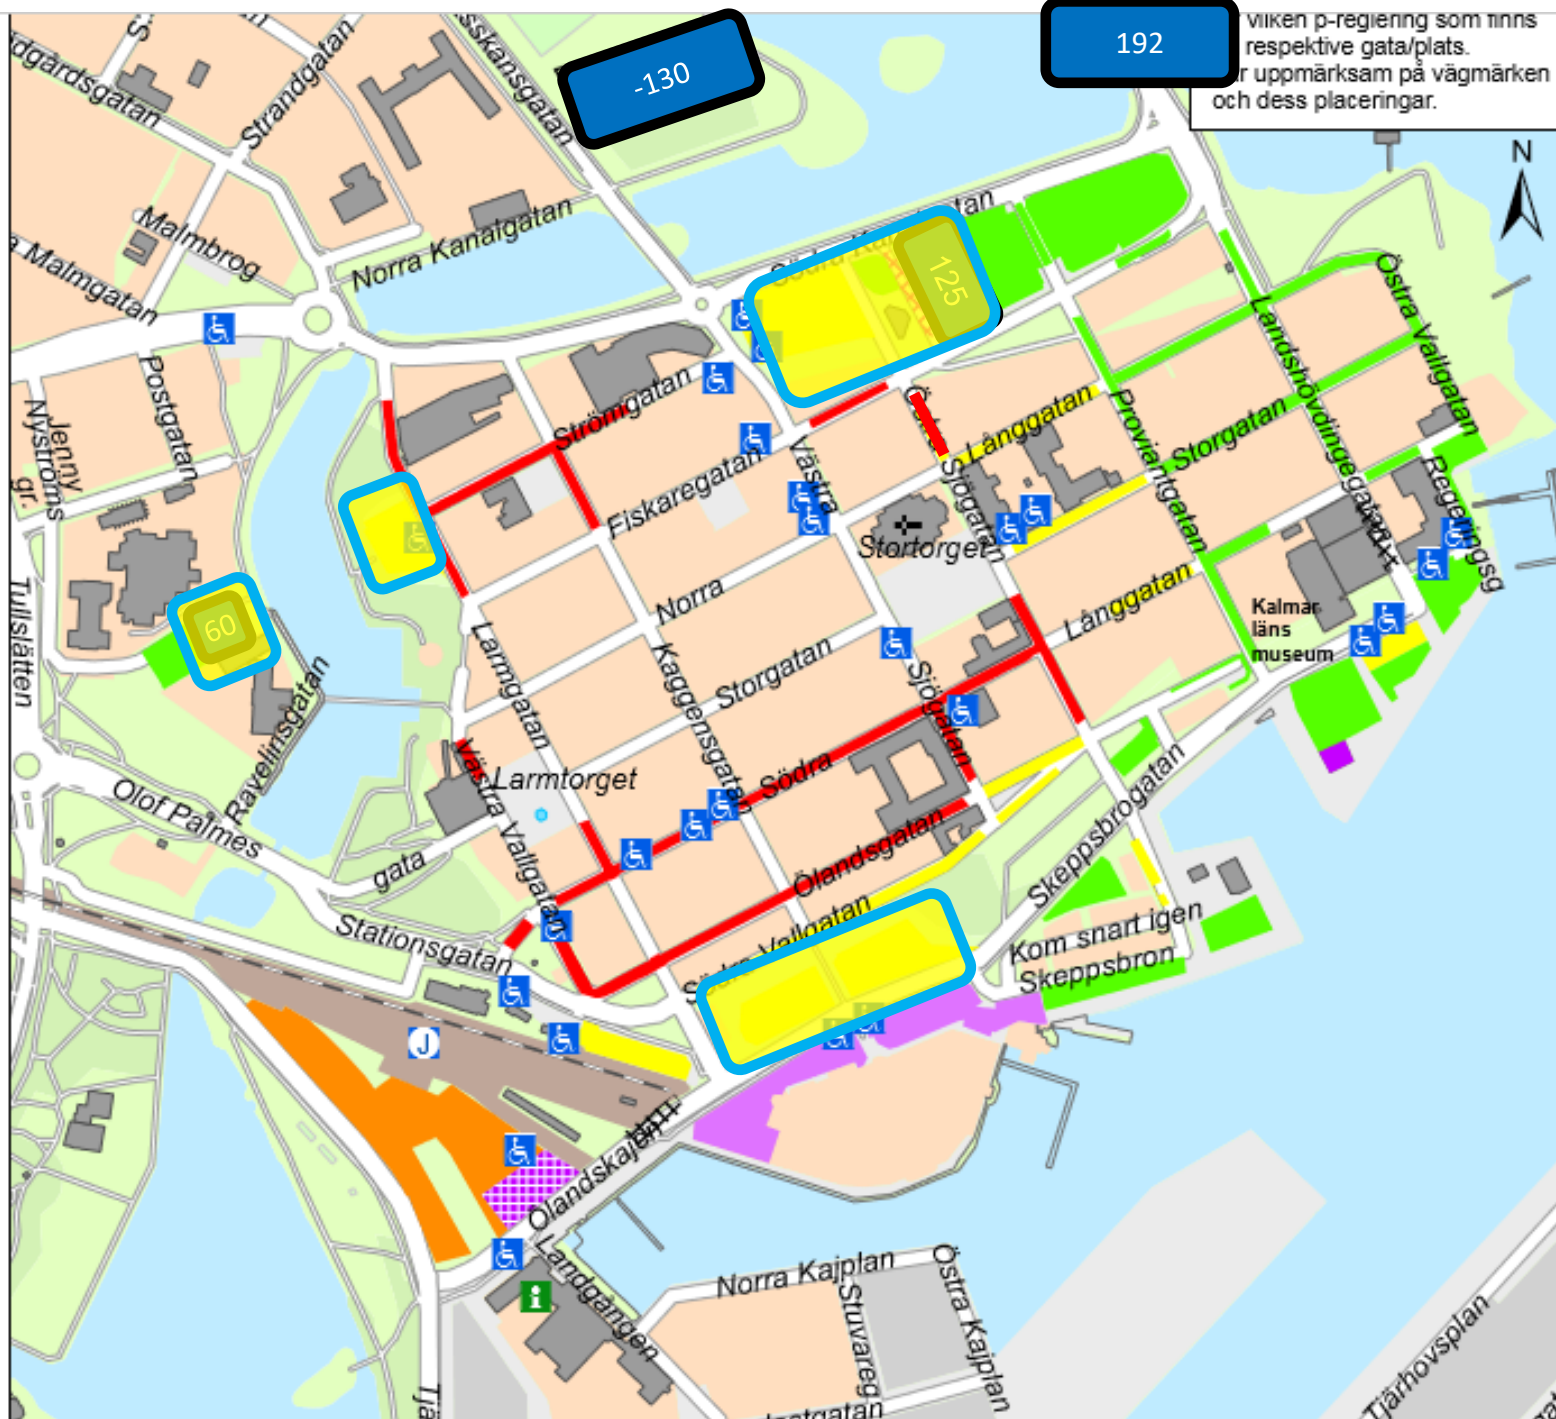 -130
192
vilken p-reglering som finns
respektive gata/plats.
r uppmärksam på vägmärken
och dess placeringar.
N
Strandgatan
Malmbrog
Malmgatan
Norra Kanalgatan
125
Östra Vallgatan
Landshövdingegatan
Postgatan
Jenny
Nyströms
gr.
Strömgatan
Långgatan
Proviantgatan
Storgatan
Fiskaregatan
Västra
Sjögatan
Stortorget
Regeringsg
Tullslätten
60
Norra
Långgatan
Kalmar
läns
museum
Larmgatan
Kaggensgatan
Storgatan
Sjögatan
Ravelinsgatan
Västra Vallgatan
Larmtorget
Södra
Olof Palmes
gata
Ölandsgatan
Skeppsbrogatan
Stationsgatan
Södra Vallgatan
Kom snart igen
Skeppsbron
J
Ölandskajen
i
Landgången
Norra Kajplan
Östra Kajplan
Stuvareg
Tjärhovsplan
Tjä